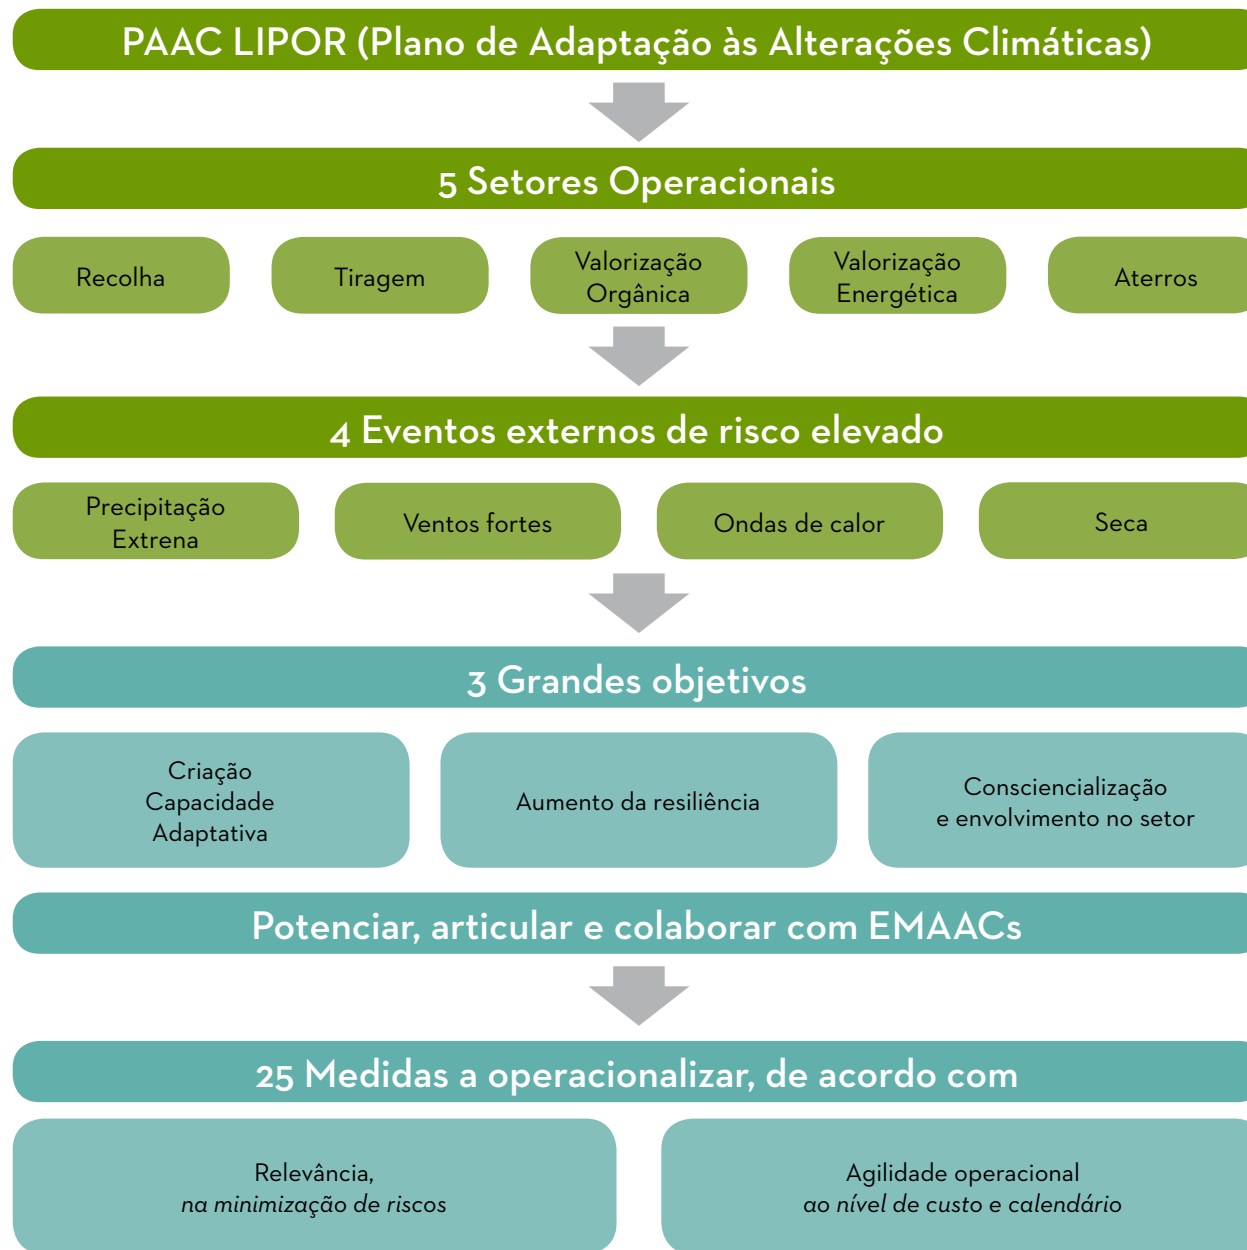 PAAC LIPOR (Plano de Adaptação às Alterações Climáticas)
5 Setores Operacionais
Recolha
Tiragem
Valorização
Orgânica
Valorização
Energética
Aterros
4 Eventos externos de risco elevado
Precipitação
Extrena
Ventos fortes
Ondas de calor
Seca
3 Grandes objetivos
Criação
Capacidade
Adaptativa
Aumento da resiliência
Consciencialização
e envolvimento no setor
Potenciar, articular e colaborar com EMAACs
25 Medidas a operacionalizar, de acordo com
Relevância,
na minimização de riscos
Agilidade operacional
ao nível de custo e calendário